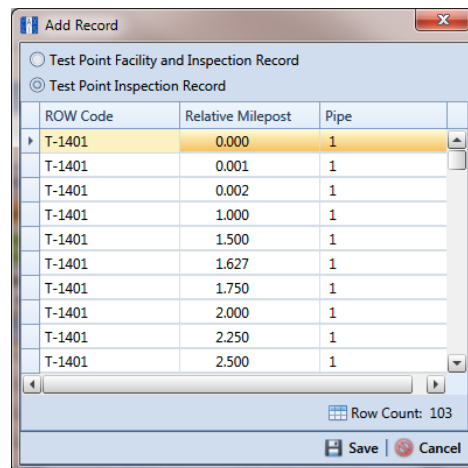 Add Record
Test Point Facility and Inspection Record
Test Point Inspection Record
ROW Code Relative Milepost Pipe
T-1401 0.000 1
T-1401 0.001 1
T-1401 0.002 1
T-1401 1.000 1
T-1401 1.500 1
T-1401 1.627 1
T-1401 1.750 1
T-1401 2.000 1
T-1401 2.250 1
T-1401 2.500 1
Row Count: 103
Save | Cancel